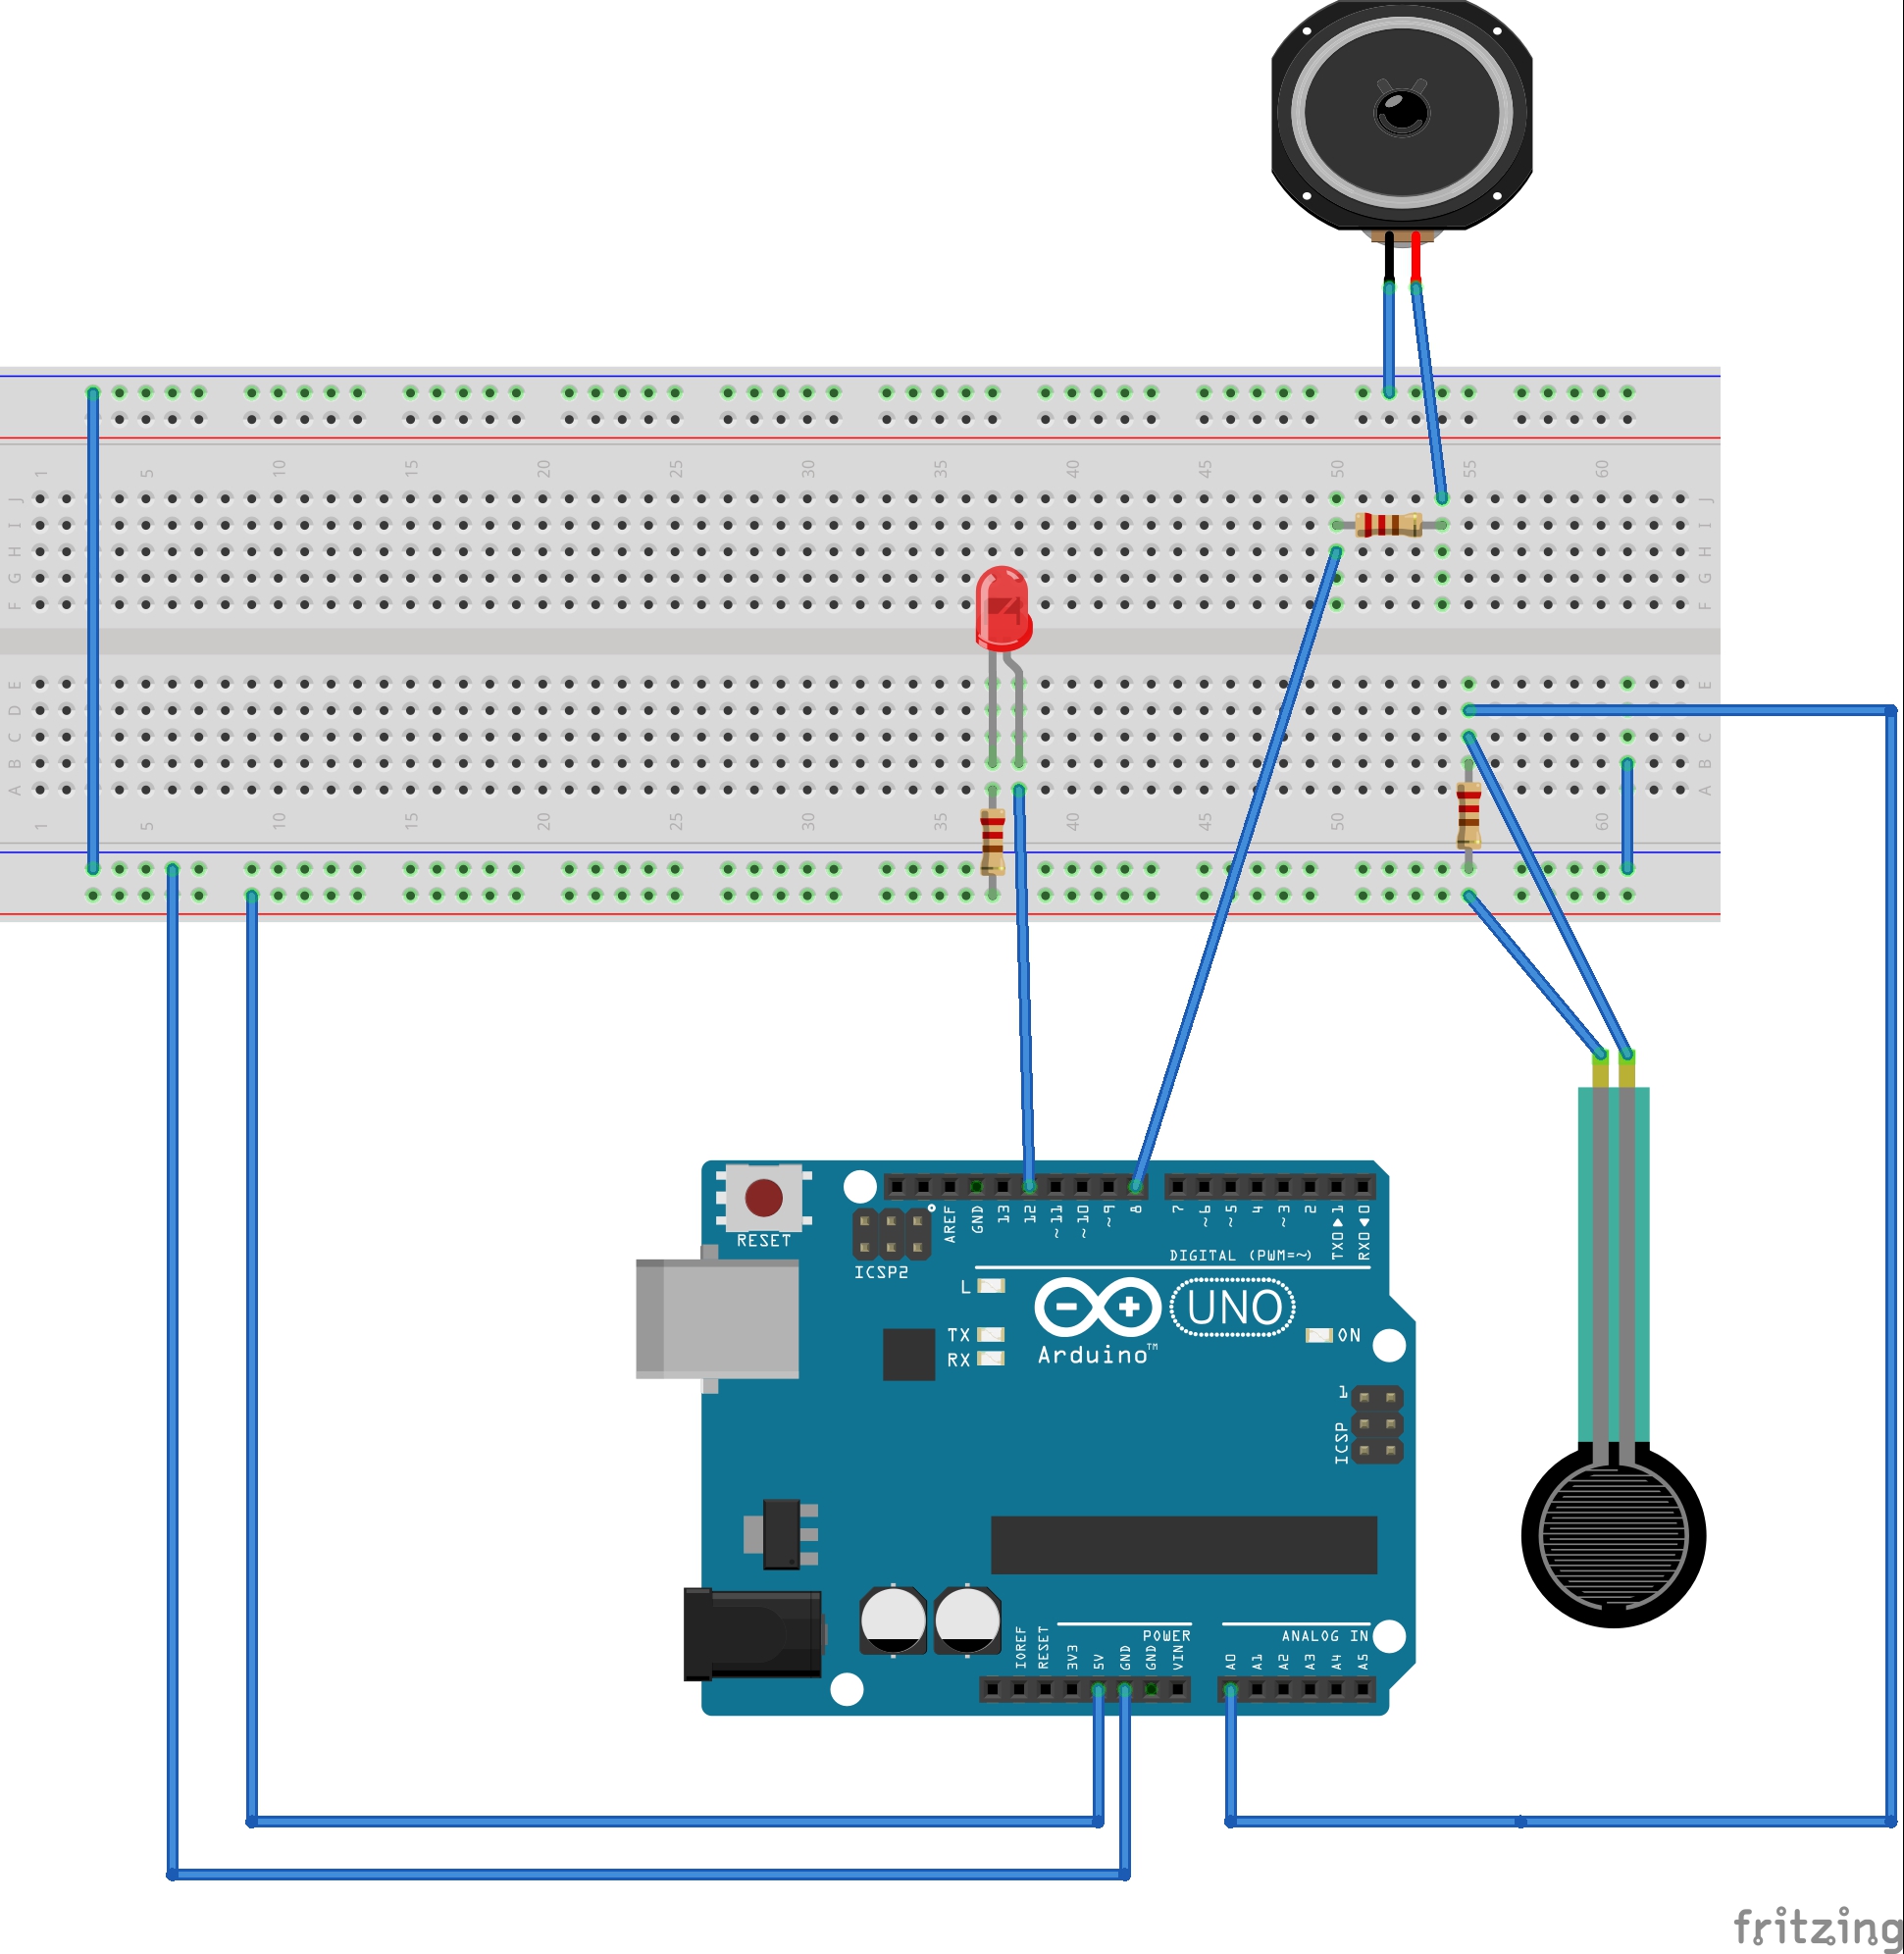 1 5 10 15 20 25 30 35 40 45 50 55 60
J J
I I
H H
G G
F F
E E
D D
C C
B B
A A
1 5 10 15 20 25 30 35 40 45 50 60
RESET
ICSP2
AREF GND 13 12 ~11 ~10 ~9 8 7 ~6 ~5 4 ~3 2 TX0▶1 RX0◀0
DIGITAL (PWM=~)
L
TX
RX
UNO
ON
Arduino™
1
ICSP
POWER
ANALOG IN
IOREF RESET 3V3 5V GND GND VIN A0 A1 A2 A3 A4 A5
fritzing